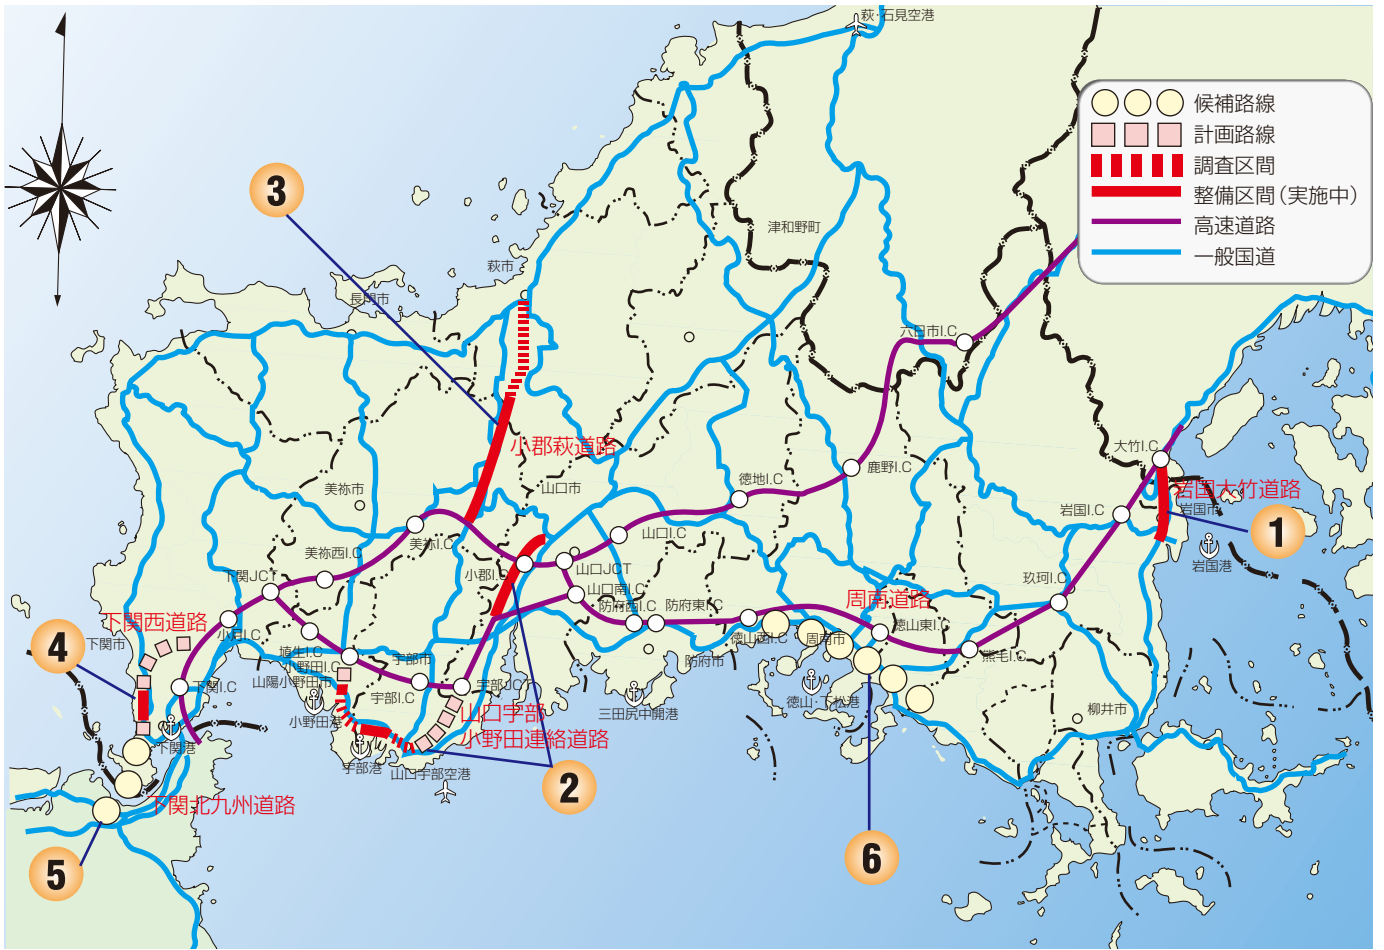 萩・石見空港
候補路線
計画路線
調査区間
整備区間（実施中）
高速道路
一般国道
3
津和野町
萩市
長門市
六日市I.C
小郡萩道路
大竹I.C
岩国大竹道路
岩国市
美祢市
山口市
徳地I.C
鹿野I.C
岩国I.C
1
美祢I.C
山口I.C
美祢西I.C
小郡I.C
山口JCT
岩国港
下関JCT
山口南I.C
玖珂I.C
防府西I.C
防府東I.C
周南道路
下関西道路
小月I.C
徳山西I.C
周南市
徳山東I.C
4
下関市
埴生I.C
小野田I.C
宇部市
防府市
熊毛I.C
山陽小野田市
下関I.C
宇部I.C
宇部JCT
6
小野田港
山口宇部
小野田連絡道路
三田尻中関港
徳山・下松港
柳井市
下関港
宇部港
山口宇部空港
2
下関北九州道路
5